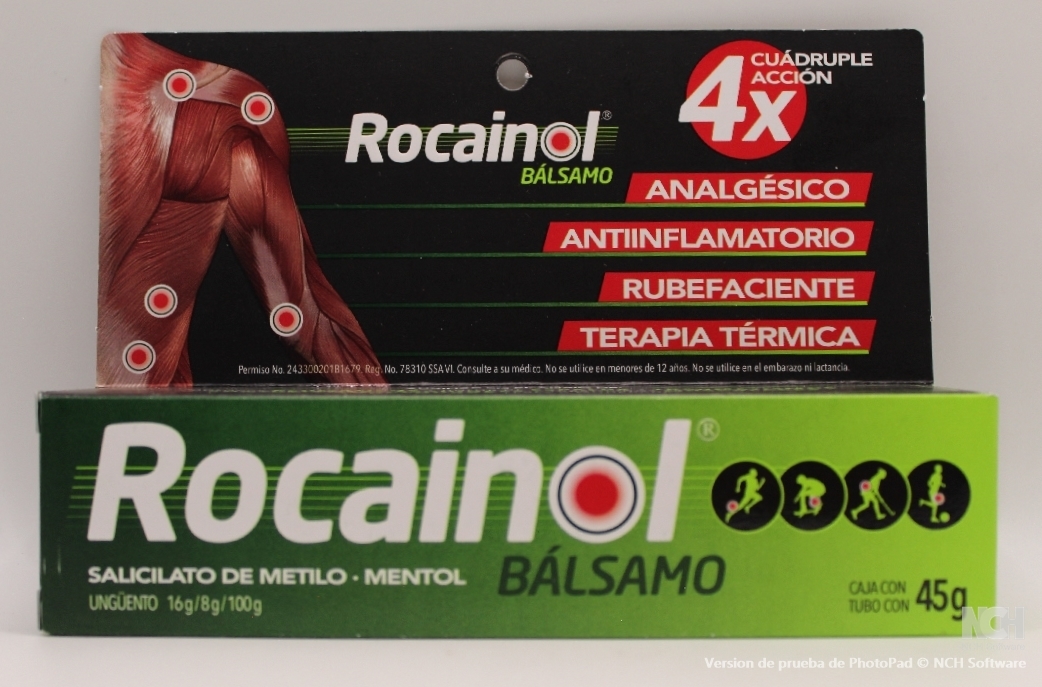 4x
CUÁDRUPLE
ACCIÓN
Rocainol®
BÁLSAMO
ANALGÉSICO
ANTIINFLAMATORIO
RUBEFACIENTE
TERAPIA TÉRMICA
Permiso No. 243300201B1679. Reg. No. 78310 SSA VI. Consulte a su médico. No se utilice en menores de 12 años. No se utilice en el embarazo ni lactancia.
Rocainol®
BÁLSAMO
SALICILATO DE METILO · MENTOL
UNGÜENTO 16g/8g/100g
CAJA CON
TUBO CON 45g
NCH
Version de prueba de PhotoPad © NCH Software